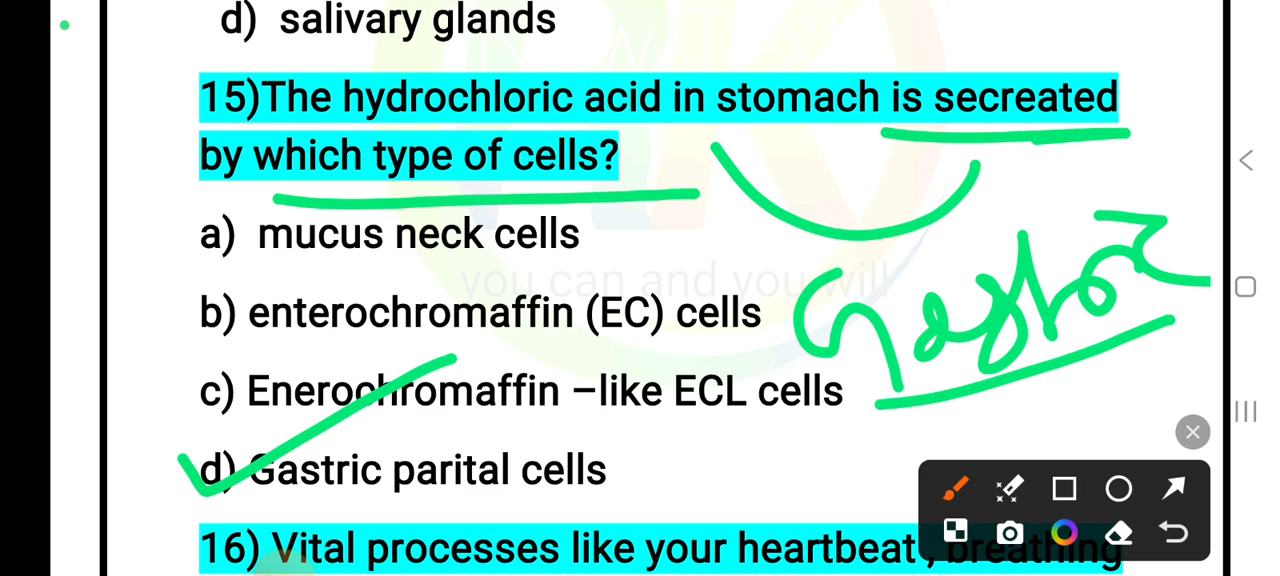 d) salivary glands
15)The hydrochloric acid in stomach is secreated
by which type of cells?
a) mucus neck cells
you can and you will
b) enterochromaffin (EC) cells
c) Enerochromaffin –like ECL cells
d) Gastric parital cells
16) Vital processes like your heartbeat , breathing